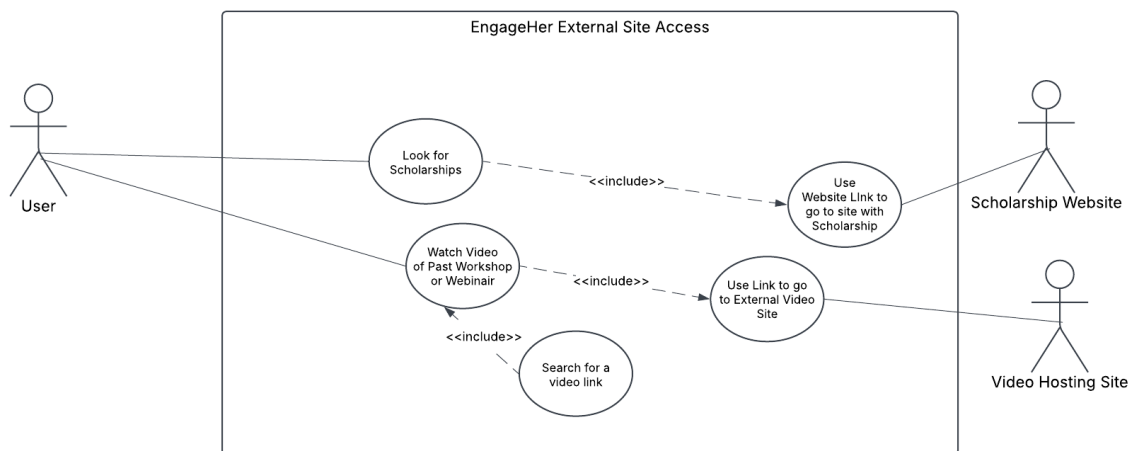 EngageHer External Site Access
Look for
Scholarships
<<include>>
Use
Website LInk to
go to site with
Scholarship
User
Scholarship Website
Watch Video
of Past Workshop
or Webinair
<<include>>
Use Link to go
to External Video
Site
<<include>>
Search for a
video link
Video Hosting Site